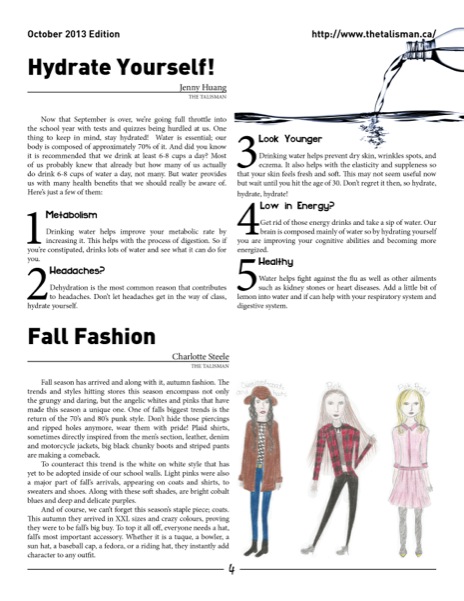 October 2013 Edition
http://www.thetalisman.ca/
Hydrate Yourself!
Jenny Huang
THE TALISMAN
Now that September is over, we're going full throttle into
the school year with tests and quizzes being hurdled at us. One
thing to keep in mind, stay hydrated! Water is essential; our
body is composed of approximately 70% of it. And did you know
it is recommended that we drink at least 6-8 cups a day? Most
of us probably knew that already but how many of us actually
do drink 6-8 cups of water a day, not many. But water provides
us with many health benefits that we should really be aware of.
Here's just a few of them:
1 Metabolism
Drinking water helps improve your metabolic rate by
increasing it. This helps with the process of digestion. So if
you're constipated, drinks lots of water and see what it can do for
you.
2 Headaches?
Dehydration is the most common reason that contributes
to headaches. Don't let headaches get in the way of class,
hydrate yourself.
3 Look Younger
Drinking water helps prevent dry skin, wrinkles spots, and
eczema. It also helps with the elasticity and suppleness so
that your skin feels fresh and soft. This may not seem useful now
but wait until you hit the age of 30. Don't regret it then, so hydrate,
hydrate, hydrate!
4 Low in Energy?
Get rid of those energy drinks and take a sip of water. Our
brain is composed mainly of water so by hydrating yourself
you are improving your cognitive abilities and becoming more
energized.
5 Healthy
Water helps fight against the flu as well as other ailments
such as kidney stones or heart diseases. Add a little bit of
lemon into water and if can help with your respiratory system and
digestive system.
Fall Fashion
Charlotte Steele
THE TALISMAN
Fall season has arrived and along with it, autumn fashion. The
trends and styles hitting stores this season encompass not only
the grungy and daring, but the angelic whites and pinks that have
made this season a unique one. One of falls biggest trends is the
return of the 70's and 80's punk style. Don't hide those piercings
and ripped holes anymore, wear them with pride! Plaid shirts,
sometimes directly inspired from the men's section, leather, denim
and motorcycle jackets, big black chunky boots and striped pants
are making a comeback.
To counteract this trend is the white on white style that has
yet to be adopted inside of our school walls. Light pinks were also
a major part of fall's arrivals, appearing on coats and shirts, to
sweaters and shoes. Along with these soft shades, are bright cobalt
blues and deep and delicate purples.
And of course, we can't forget this season's staple piece; coats.
This autumn they arrived in XXL sizes and crazy colours, proving
they were to be fall's big buy. To top it all off, everyone needs a hat,
fall's most important accessory. Whether it is a tuque, a bowler, a
sun hat, a baseball cap, a fedora, or a riding hat, they instantly add
character to any outfit.
4